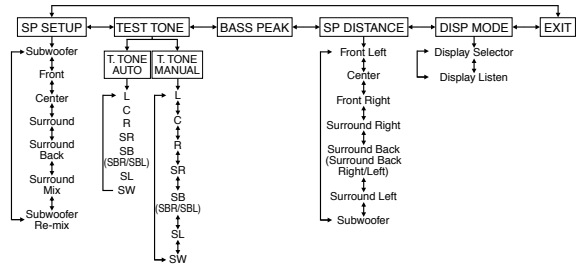 SP SETUP
TEST TONE
BASS PEAK
SP DISTANCE
DISP MODE
EXIT
Subwoofer
Front
Center
Surround
Surround
Back
Surround
Mix
Subwoofer
Re-mix
T. TONE
AUTO
L
C
R
SR
SB
(SBR/SBL)
SL
SW
T. TONE
MANUAL
L
C
R
SR
SB
(SBR/SBL)
SL
SW
Front Left
Center
Front Right
Surround Right
Surround Back
(Surround Back
Right/Left)
Surround Left
Subwoofer
Display Selector
Display Listen